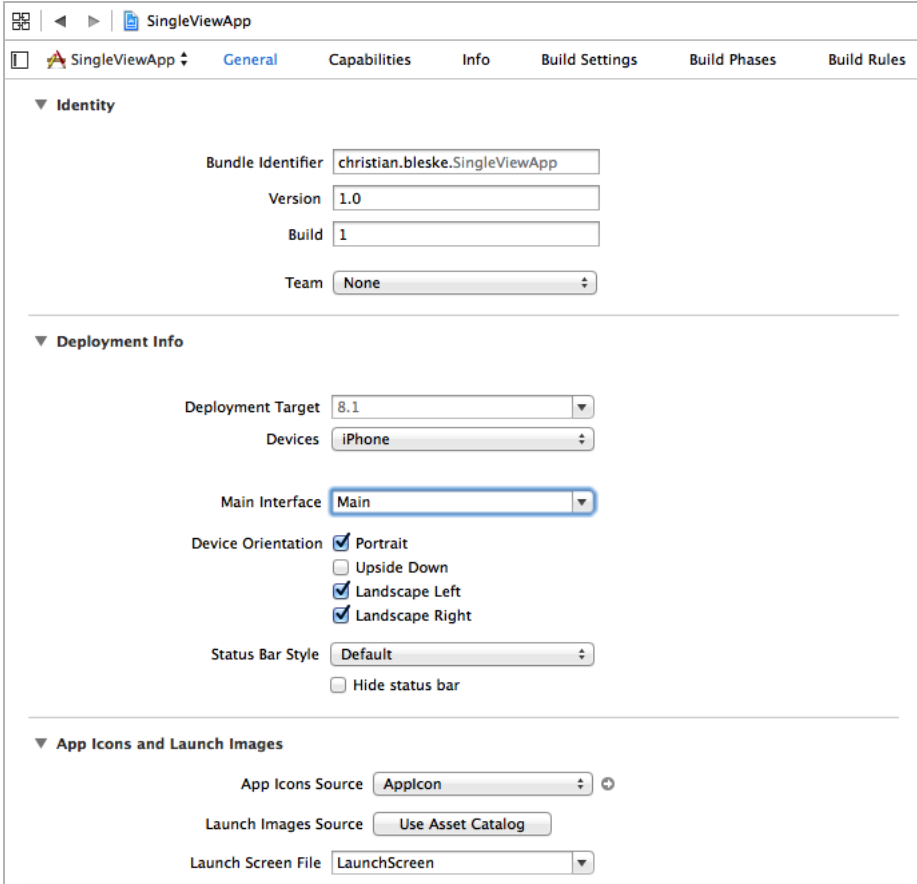 SingleViewApp
SingleViewApp General Capabilities Info Build Settings Build Phases Build Rules
Identity
Bundle Identifier christian.bleske.SingleViewApp
Version 1.0
Build 1
Team None
Deployment Info
Deployment Target 8.1
Devices iPhone
Main Interface Main
Device Orientation Portrait
Upside Down
Landscape Left
Landscape Right
Status Bar Style Default
Hide status bar
App Icons and Launch Images
App Icons Source AppIcon
Launch Images Source Use Asset Catalog
Launch Screen File LaunchScreen